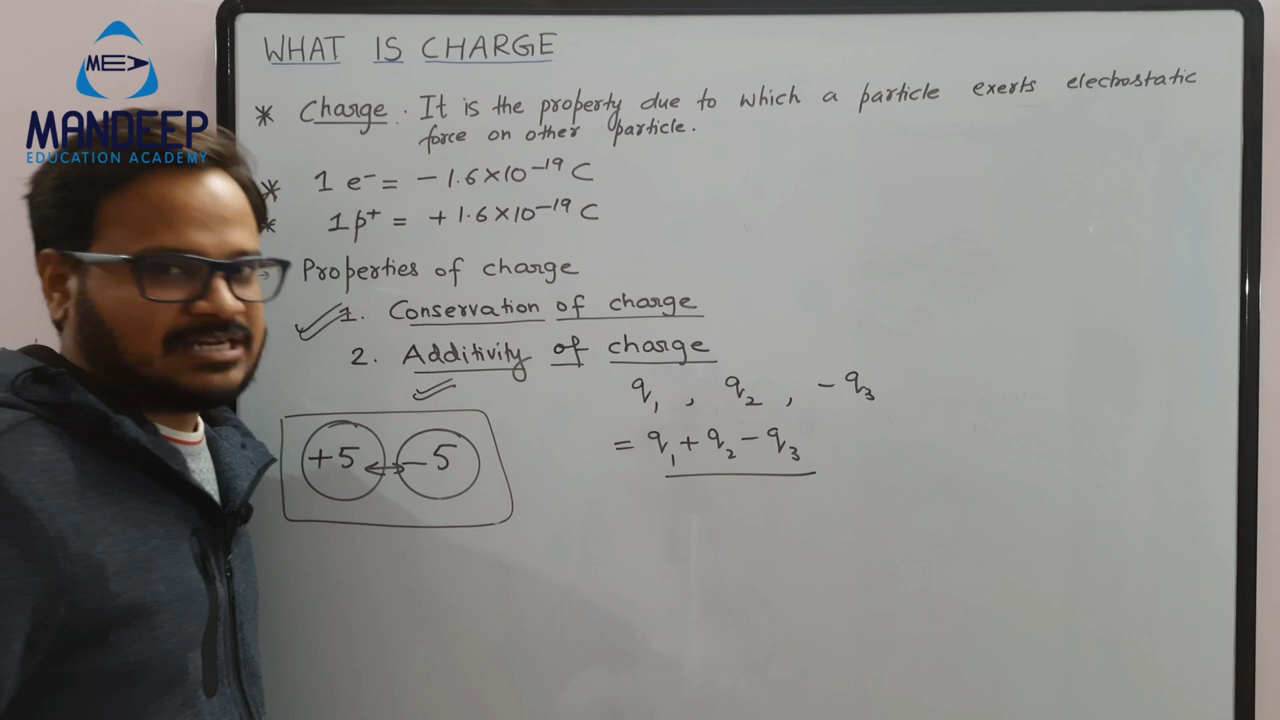 MED
MANDEEP
EDUCATION ACADEMY
WHAT IS CHARGE
* Charge. It is the property due to which a particle exerts electrostatic
force on other particle.
* 1 e⁻ = - 1.6×10⁻¹⁹ C
* 1p⁺ = + 1.6×10⁻¹⁹ C
→ Properties of charge
1. Conservation of charge
2. Additivity of charge
q₁ , q₂ , - q₃
= q₁ + q₂ - q₃
+5 -5